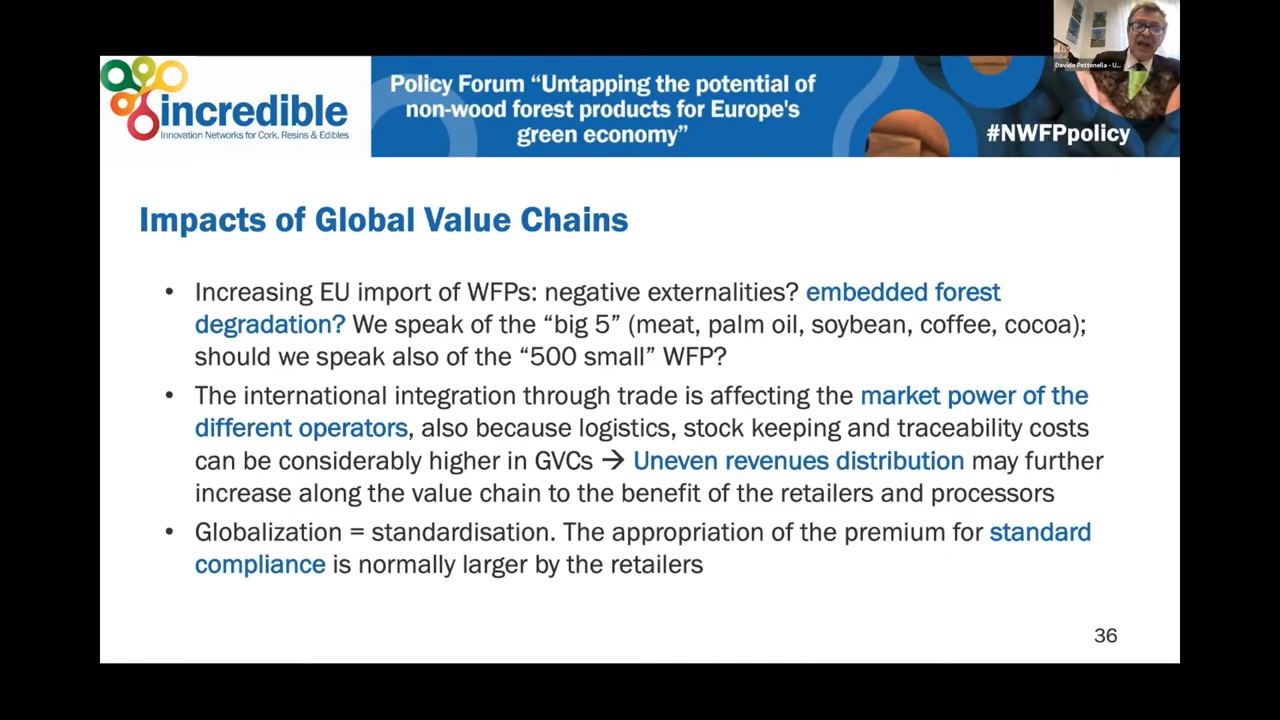 incredible
Innovation Networks for Cork, Resins & Edibles
Policy Forum “Untapping the potential of
non-wood forest products for Europe's
green economy”
#NWFPpolicy
Davide Pettenella - U...
Impacts of Global Value Chains
• Increasing EU import of WFPs: negative externalities? embedded forest
degradation? We speak of the “big 5” (meat, palm oil, soybean, coffee, cocoa);
should we speak also of the “500 small” WFP?
• The international integration through trade is affecting the market power of the
different operators, also because logistics, stock keeping and traceability costs
can be considerably higher in GVCs → Uneven revenues distribution may further
increase along the value chain to the benefit of the retailers and processors
• Globalization = standardisation. The appropriation of the premium for standard
compliance is normally larger by the retailers
36